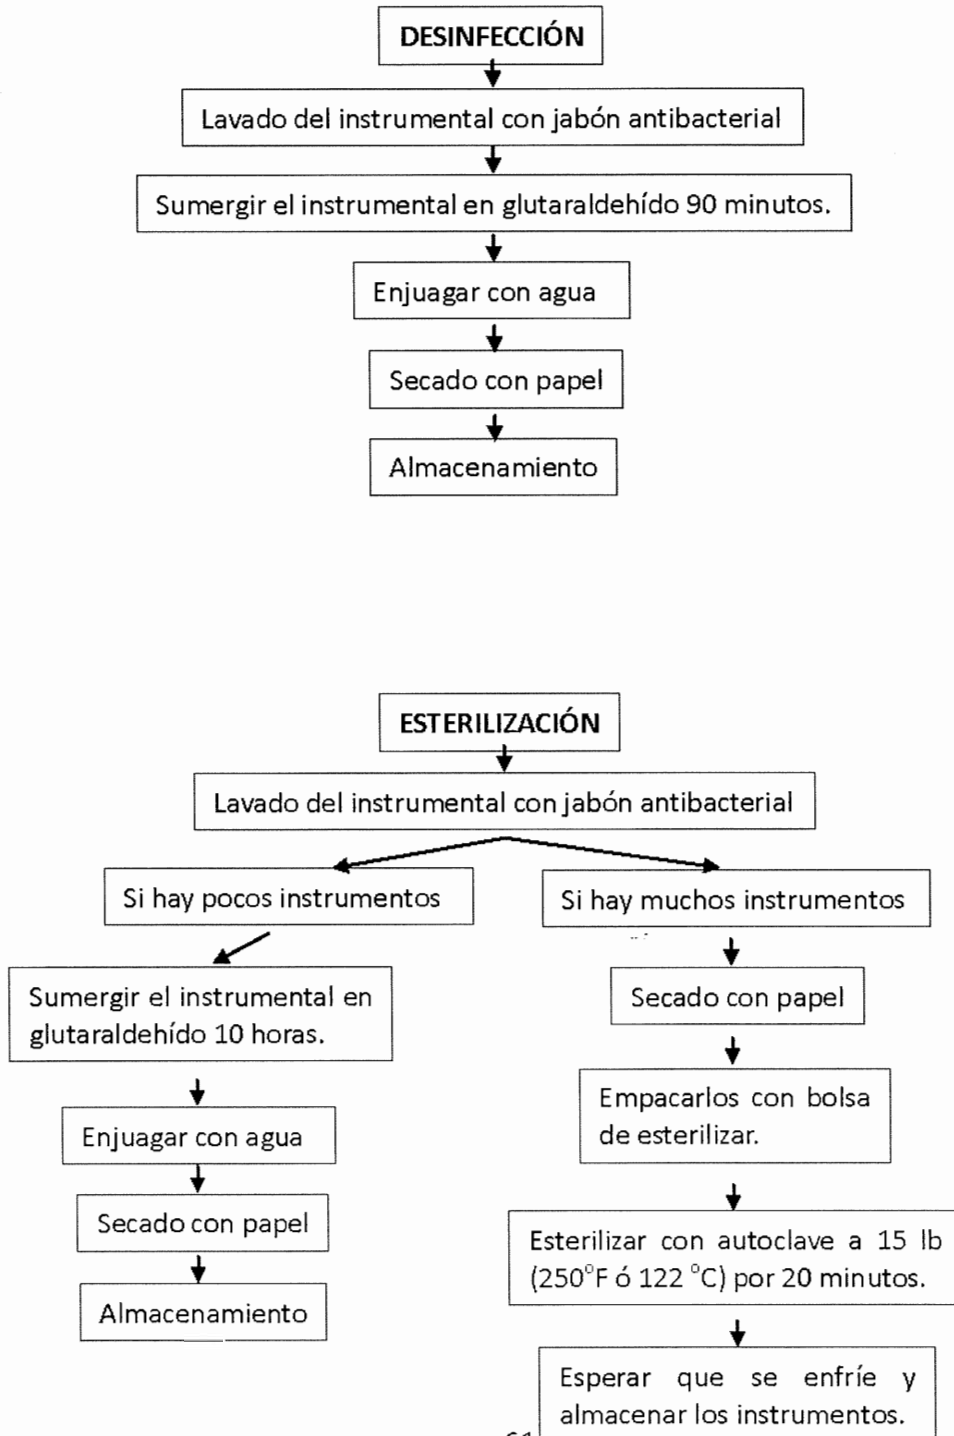 DESINFECCIÓN
Lavado del instrumental con jabón antibacterial
Sumergir el instrumental en glutaraldehído 90 minutos.
Enjuagar con agua
Secado con papel
Almacenamiento
ESTERILIZACIÓN
Lavado del instrumental con jabón antibacterial
Si hay pocos instrumentos
Sumergir el instrumental en
glutaraldehído 10 horas.
Enjuagar con agua
Secado con papel
Almacenamiento
Si hay muchos instrumentos
Secado con papel
Empacarlos con bolsa
de esterilizar.
Esterilizar con autoclave a 15 lb
(250°F ó 122 °C) por 20 minutos.
Esperar que se enfríe y
almacenar los instrumentos.